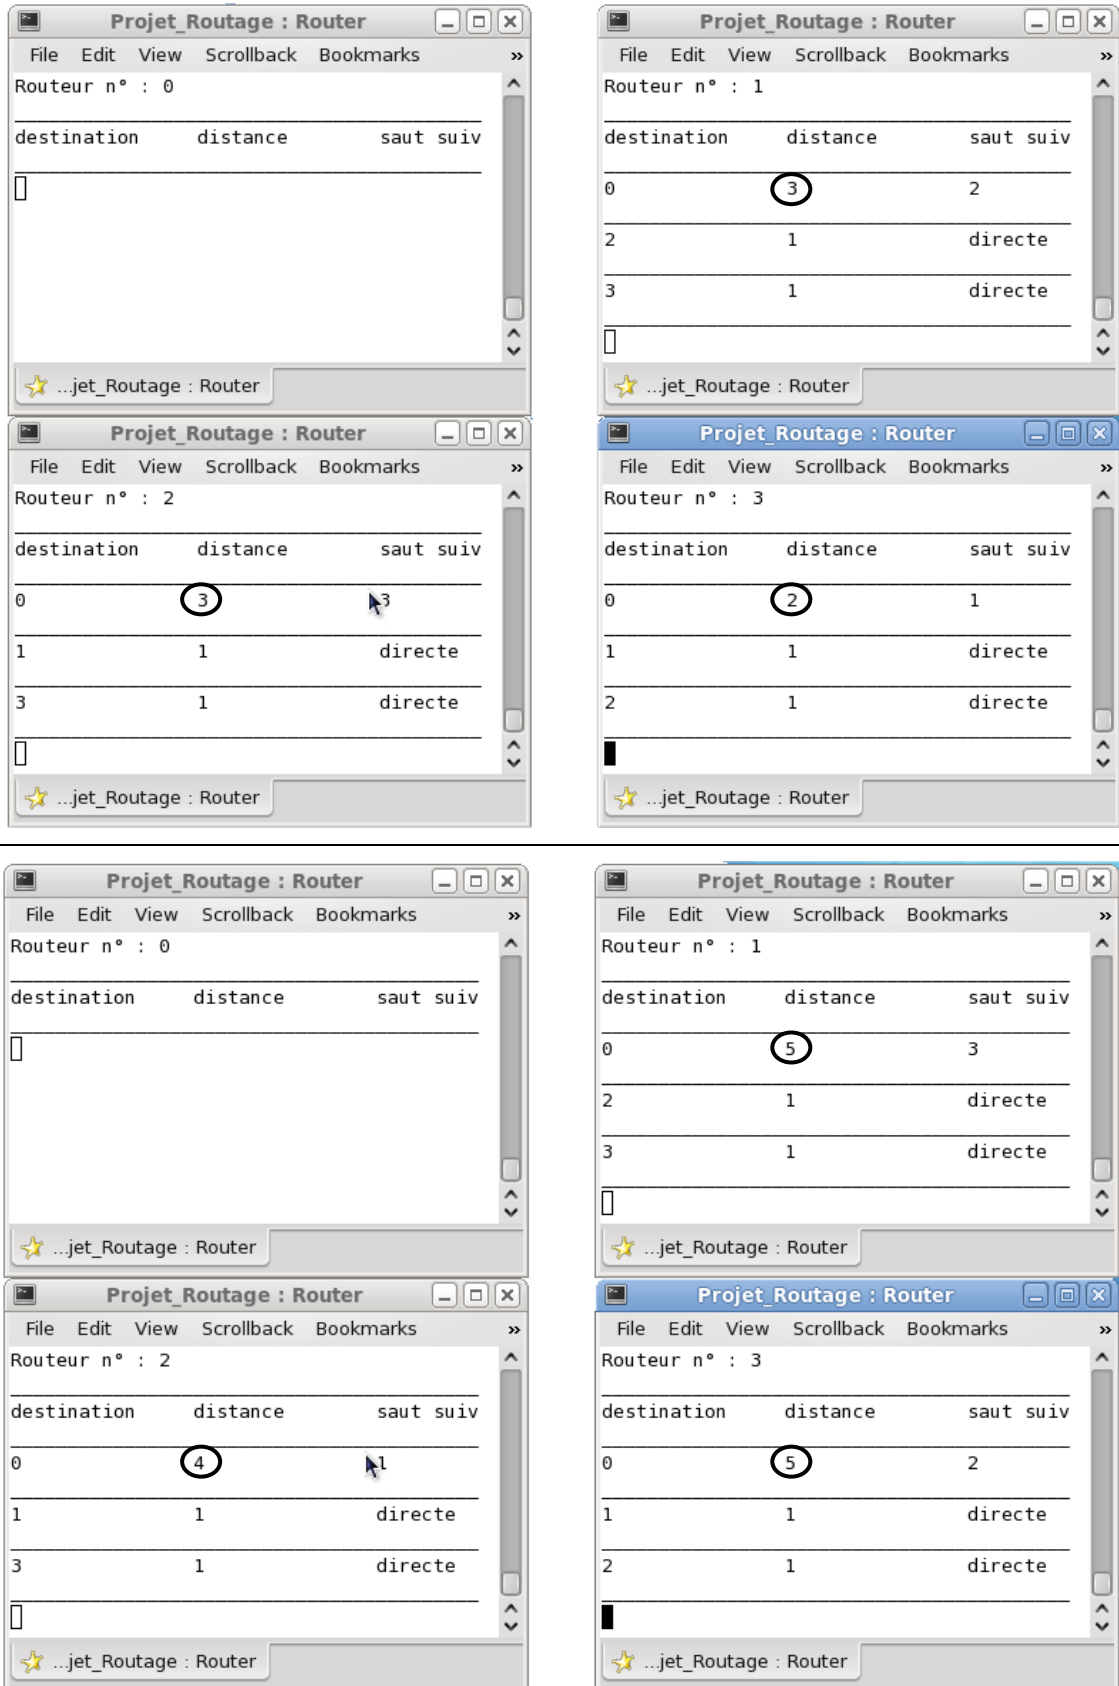 Projet_Routage : Router
File Edit View Scrollback Bookmarks »
Routeur n° : 0
destination distance saut suiv
...jet_Routage : Router
Projet_Routage : Router
File Edit View Scrollback Bookmarks »
Routeur n° : 1
destination distance saut suiv
0 3 2
2 1 directe
3 1 directe
...jet_Routage : Router
Projet_Routage : Router
File Edit View Scrollback Bookmarks »
Routeur n° : 2
destination distance saut suiv
0 3 3
1 1 directe
3 1 directe
...jet_Routage : Router
Projet_Routage : Router
File Edit View Scrollback Bookmarks »
Routeur n° : 3
destination distance saut suiv
0 2 1
1 1 directe
2 1 directe
...jet_Routage : Router
Projet_Routage : Router
File Edit View Scrollback Bookmarks »
Routeur n° : 0
destination distance saut suiv
...jet_Routage : Router
Projet_Routage : Router
File Edit View Scrollback Bookmarks »
Routeur n° : 1
destination distance saut suiv
0 5 3
2 1 directe
3 1 directe
...jet_Routage : Router
Projet_Routage : Router
File Edit View Scrollback Bookmarks »
Routeur n° : 2
destination distance saut suiv
0 4 1
1 1 directe
3 1 directe
...jet_Routage : Router
Projet_Routage : Router
File Edit View Scrollback Bookmarks »
Routeur n° : 3
destination distance saut suiv
0 5 2
1 1 directe
2 1 directe
...jet_Routage : Router